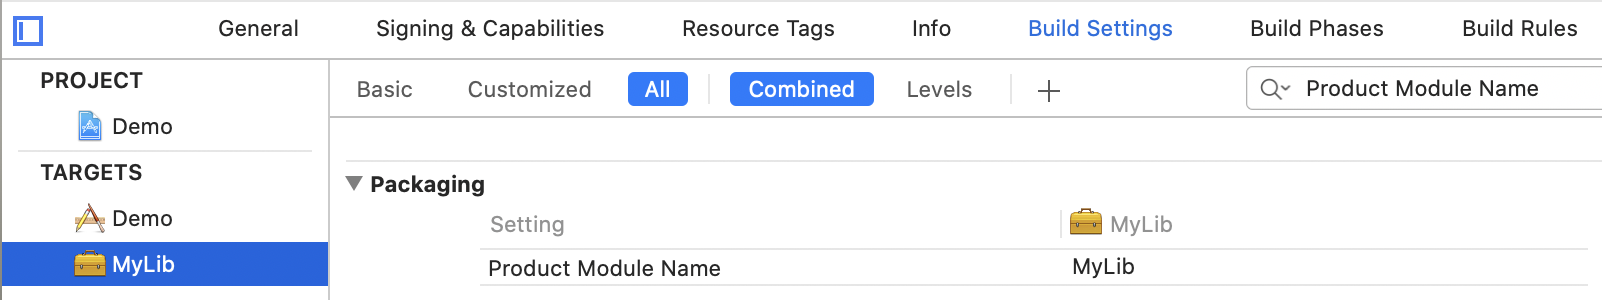 General Signing & Capabilities Resource Tags Info Build Settings Build Phases Build Rules
PROJECT
Demo
TARGETS
Demo
MyLib
Basic Customized All Combined Levels + Product Module Name
Packaging
Setting MyLib
Product Module Name MyLib